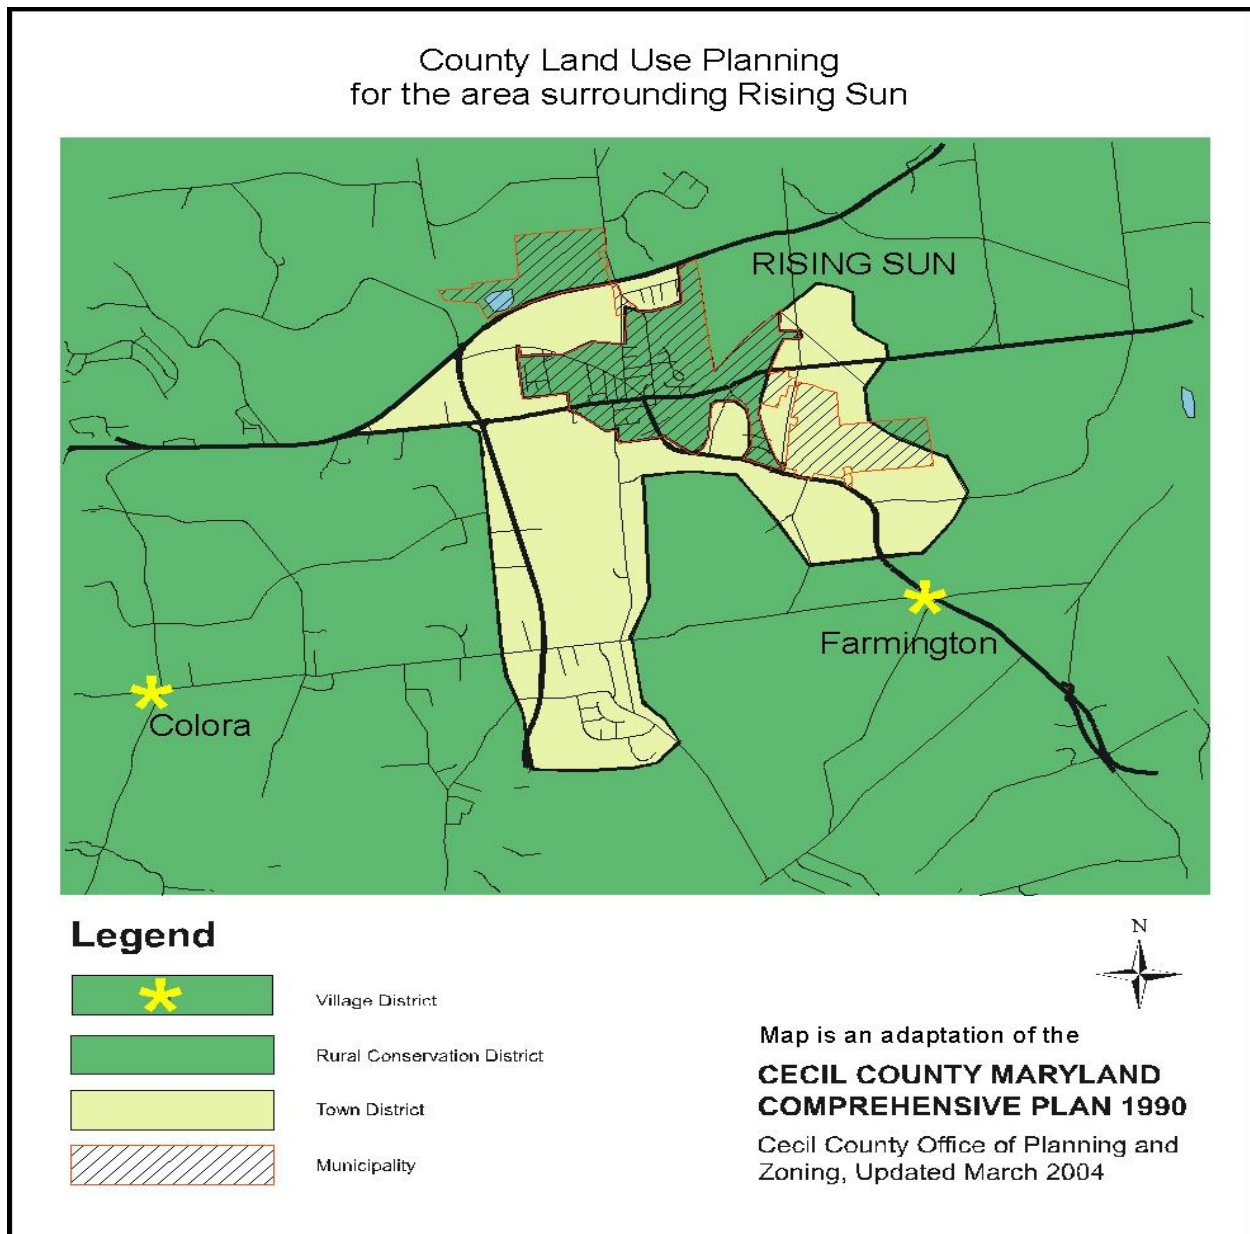 County Land Use Planning
for the area surrounding Rising Sun
RISING SUN
Farmington
Colora
Legend
Village District
Rural Conservation District
Town District
Municipality
N
Map is an adaptation of the
CECIL COUNTY MARYLAND
COMPREHENSIVE PLAN 1990
Cecil County Office of Planning and
Zoning, Updated March 2004